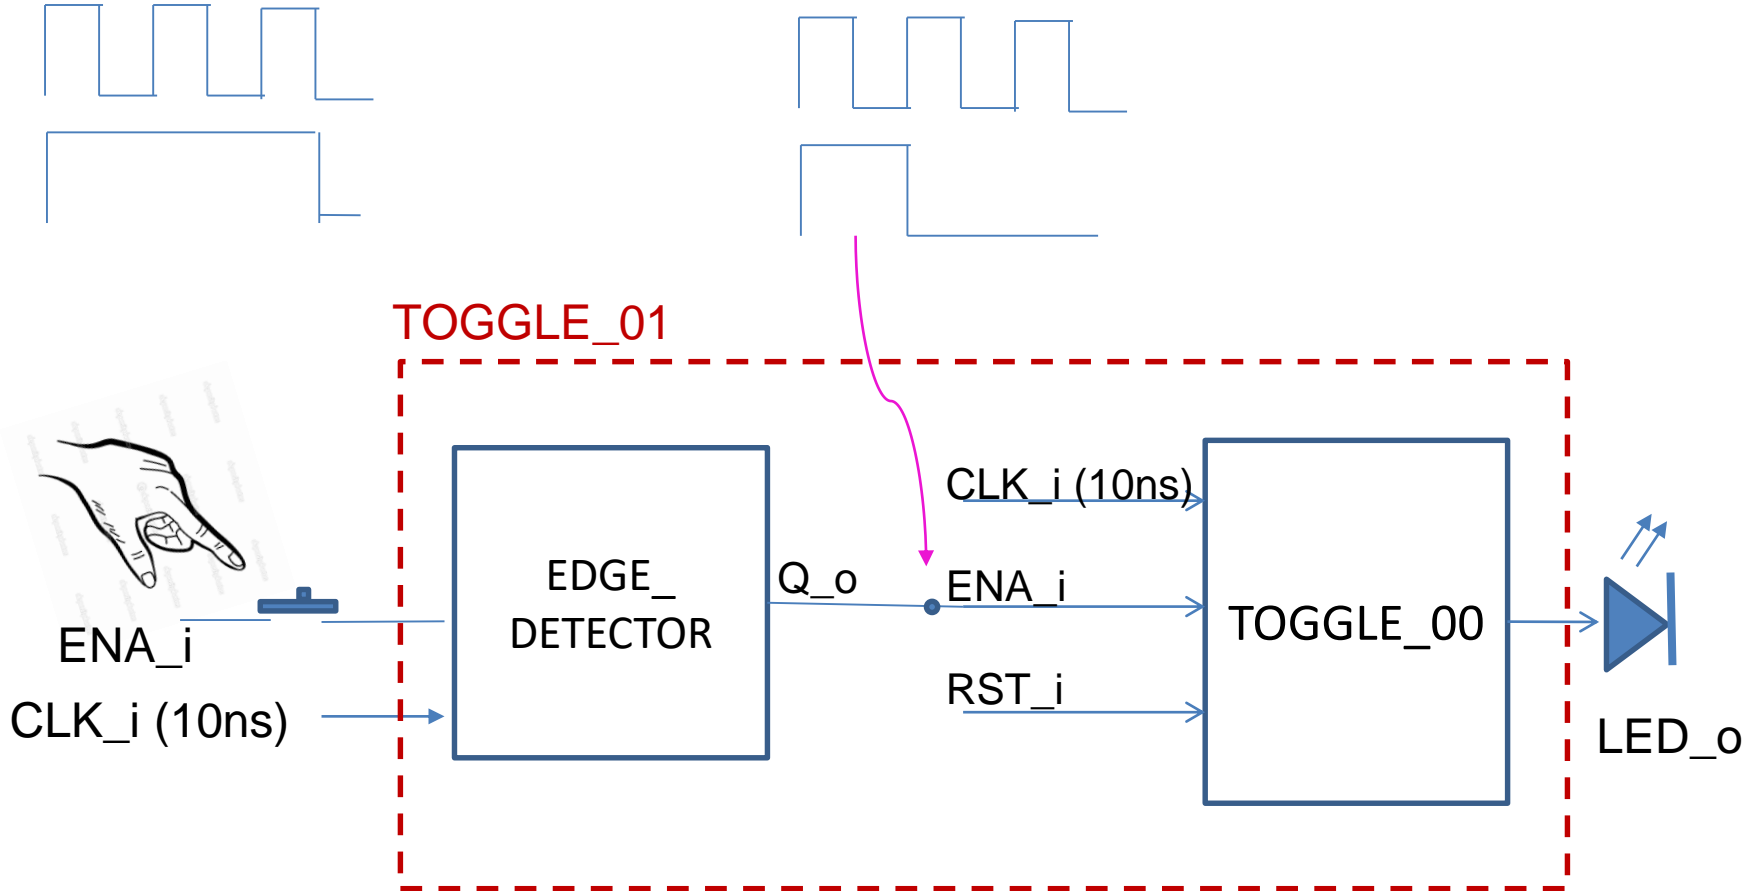 TOGGLE_01
CLK_i (10ns)
EDGE_
DETECTOR
Q_o
ENA_i
TOGGLE_00
ENA_i
RST_i
CLK_i (10ns)
LED_o